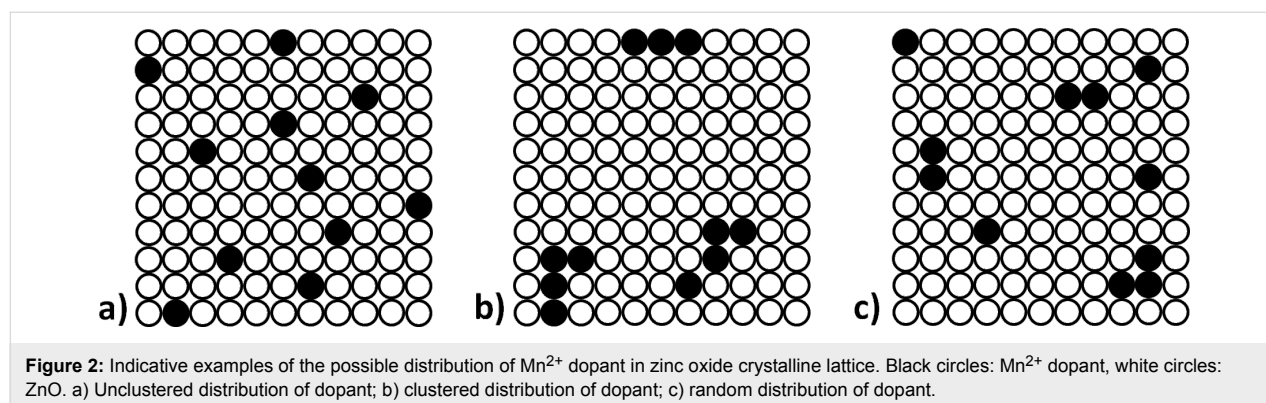 a) b) c)
Figure 2: Indicative examples of the possible distribution of Mn2+ dopant in zinc oxide crystalline lattice. Black circles: Mn2+ dopant, white circles:
ZnO. a) Unclustered distribution of dopant; b) clustered distribution of dopant; c) random distribution of dopant.